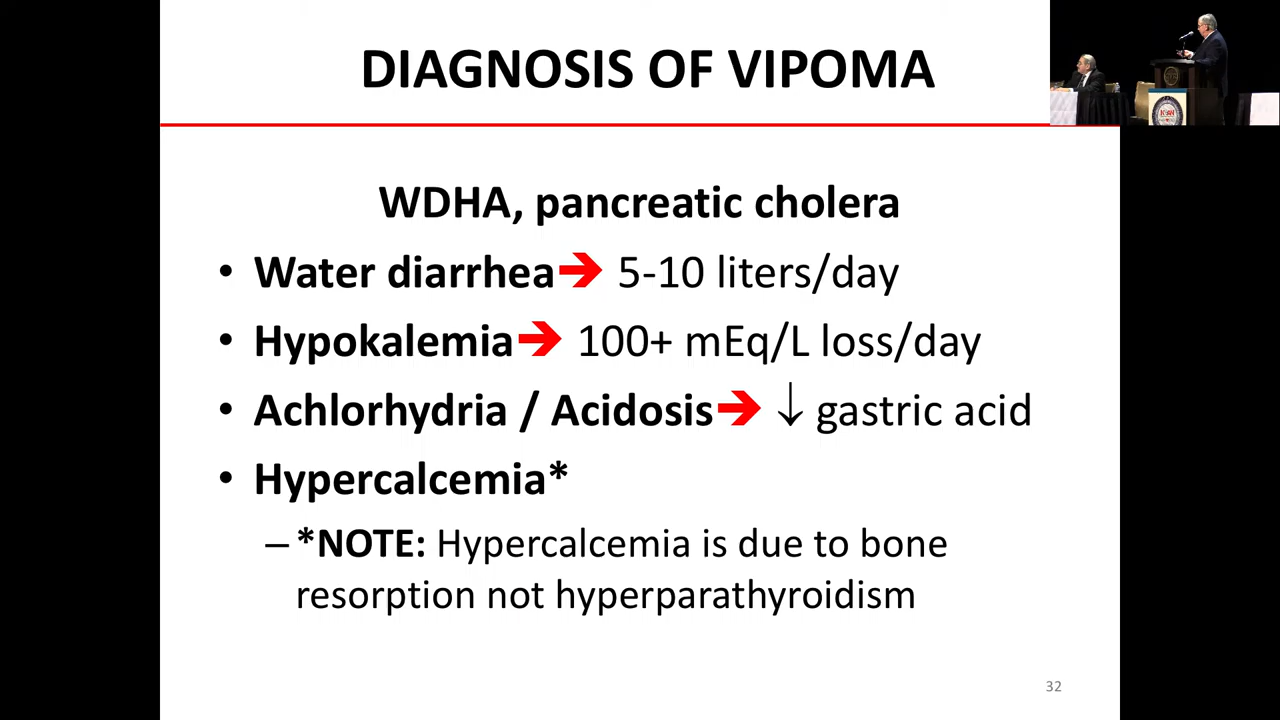 DIAGNOSIS OF VIPOMA
WDHA, pancreatic cholera
• Water diarrhea➔ 5-10 liters/day
• Hypokalemia➔ 100+ mEq/L loss/day
• Achlorhydria / Acidosis➔ ↓ gastric acid
• Hypercalcemia*
– *NOTE: Hypercalcemia is due to bone
resorption not hyperparathyroidism
32